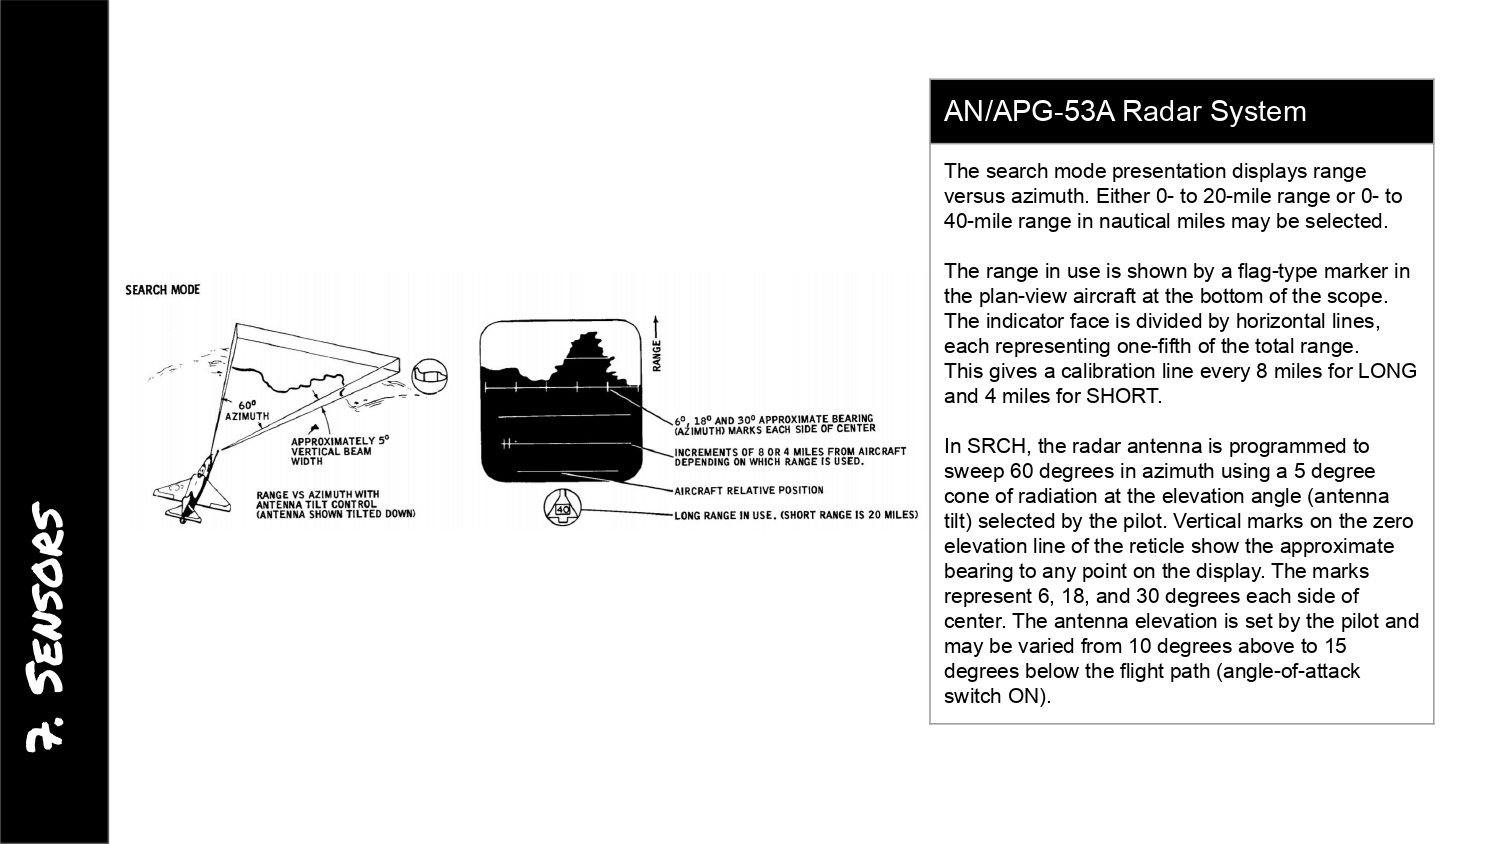 7. SENSORS
SEARCH MODE
60° AZIMUTH
APPROXIMATELY 5°
VERTICAL BEAM
WIDTH
RANGE VS AZIMUTH WITH
ANTENNA TILT CONTROL
(ANTENNA SHOWN TILTED DOWN)
RANGE
6°, 18° AND 30° APPROXIMATE BEARING
(AZIMUTH) MARKS EACH SIDE OF CENTER
INCREMENTS OF 8 OR 4 MILES FROM AIRCRAFT
DEPENDING ON WHICH RANGE IS USED.
AIRCRAFT RELATIVE POSITION
40
LONG RANGE IN USE. (SHORT RANGE IS 20 MILES)
AN/APG-53A Radar System
The search mode presentation displays range
versus azimuth. Either 0- to 20-mile range or 0- to
40-mile range in nautical miles may be selected.
The range in use is shown by a flag-type marker in
the plan-view aircraft at the bottom of the scope.
The indicator face is divided by horizontal lines,
each representing one-fifth of the total range.
This gives a calibration line every 8 miles for LONG
and 4 miles for SHORT.
In SRCH, the radar antenna is programmed to
sweep 60 degrees in azimuth using a 5 degree
cone of radiation at the elevation angle (antenna
tilt) selected by the pilot. Vertical marks on the zero
elevation line of the reticle show the approximate
bearing to any point on the display. The marks
represent 6, 18, and 30 degrees each side of
center. The antenna elevation is set by the pilot and
may be varied from 10 degrees above to 15
degrees below the flight path (angle-of-attack
switch ON).